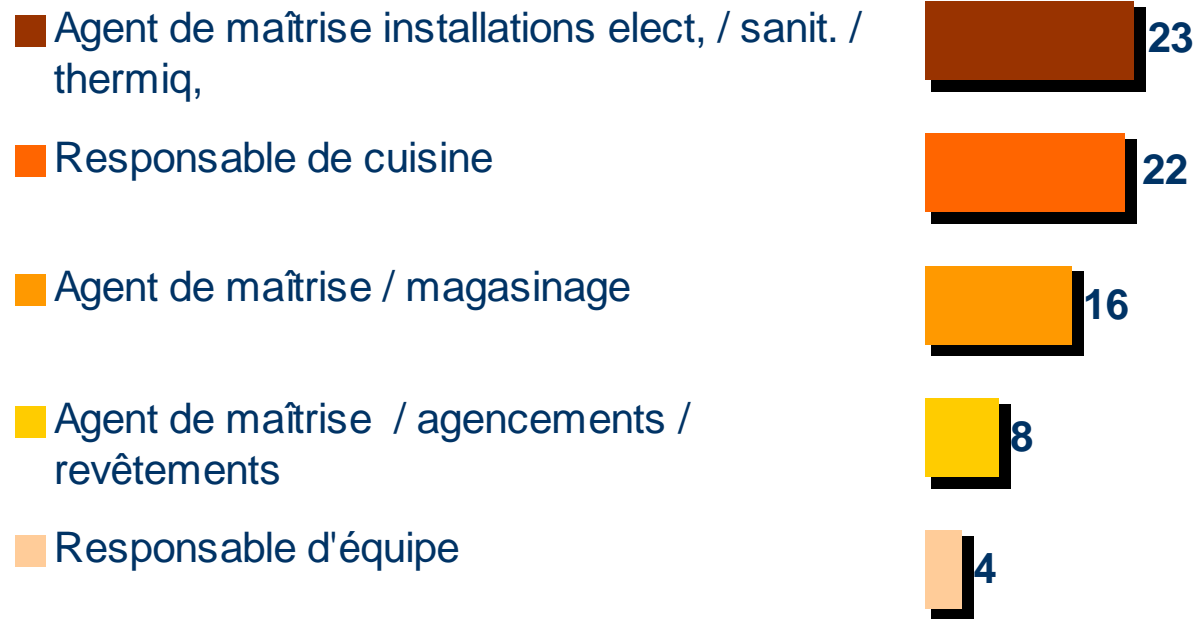 Agent de maîtrise installations elect, / sanit. /
thermiq,
23
Responsable de cuisine
22
Agent de maîtrise / magasinage
16
Agent de maîtrise / agencements /
revêtements
8
Responsable d'équipe
4